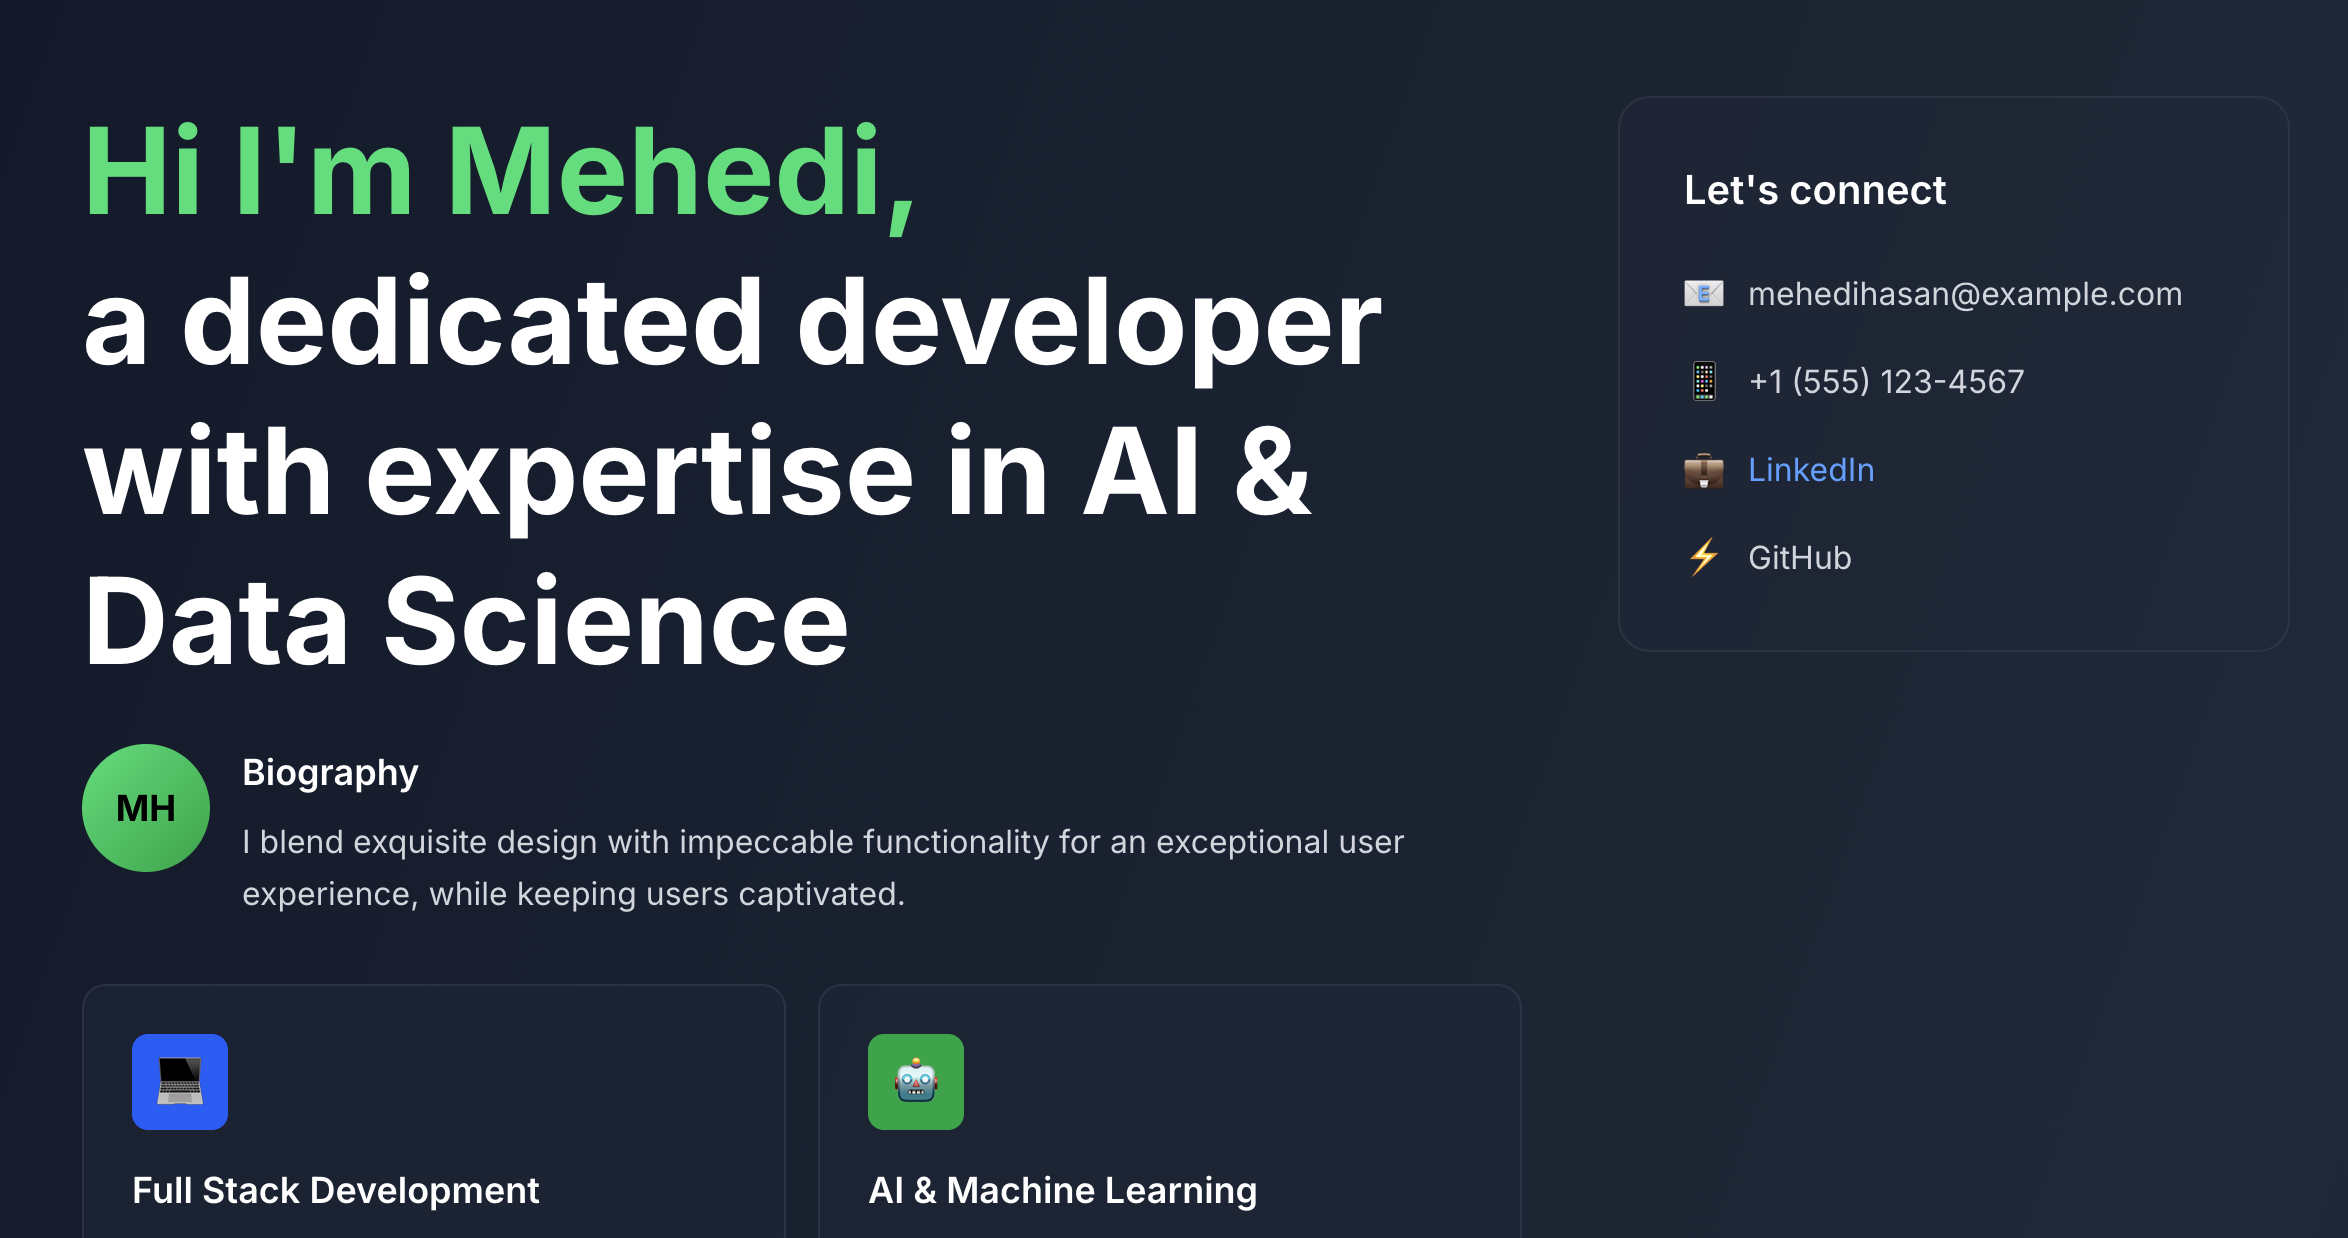 Hi I'm Mehedi,
a dedicated developer
with expertise in AI &
Data Science
MH
Biography
I blend exquisite design with impeccable functionality for an exceptional user
experience, while keeping users captivated.
Full Stack Development
AI & Machine Learning
Let's connect
mehedihasan@example.com
+1 (555) 123-4567
LinkedIn
GitHub